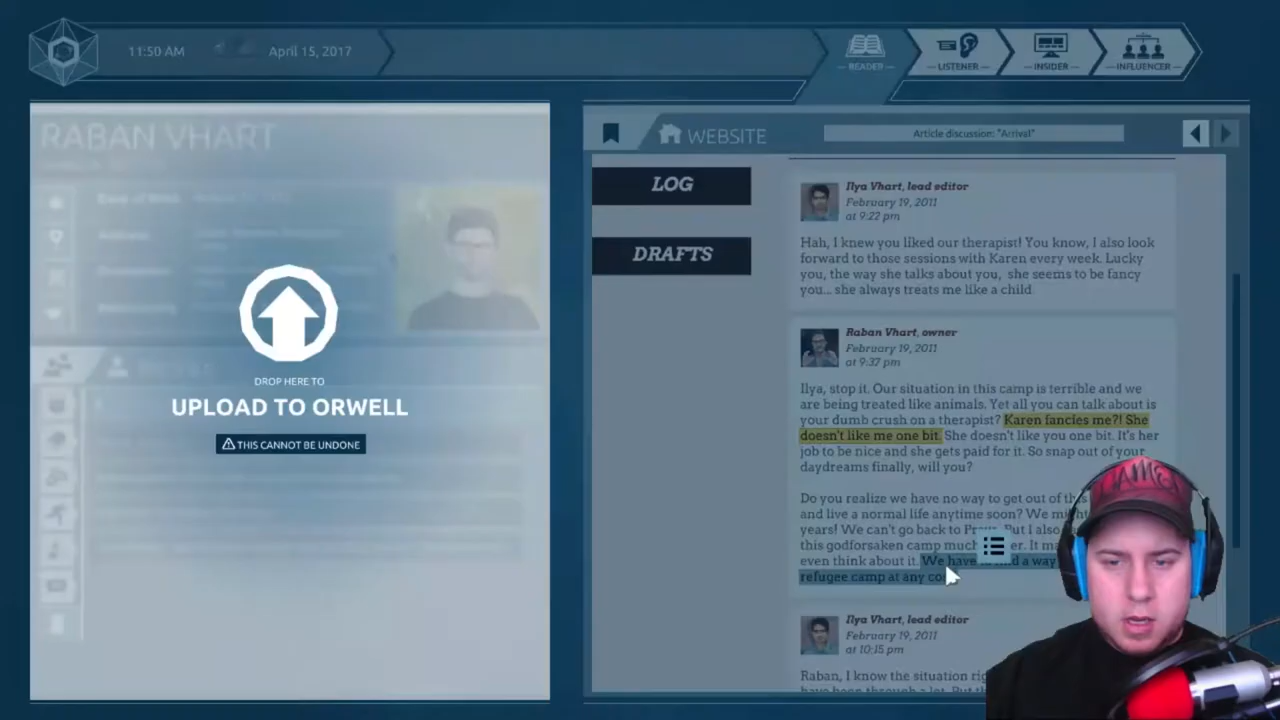 11:50 AM
April 15, 2017
READER
LISTENER
INSIDER
INFLUENCER
RABAN VHART
DROP HERE TO
UPLOAD TO ORWELL
THIS CANNOT BE UNDONE
WEBSITE
Article discussion: "Arrival"
LOG
DRAFTS
Ilya Vhart, lead editor
February 19, 2011
at 9:22 pm
Hah, I knew you liked our therapist! You know, I also look
forward to those sessions with Karen every week. Lucky
you, the way she talks about you, she seems to be fancy
you... she always treats me like a child.
Raban Vhart, owner
February 19, 2011
at 9:37 pm
Ilya, stop it. Our situation in this camp is terrible and we
are being treated like animals. Yet all you can talk about is
your dumb crush on a therapist? Karen fancies me?! She
doesn't like me one bit. She doesn't like you one bit. It's her
job to be nice and she gets paid for it. So snap out of your
daydreams finally, will you?
Do you realize we have no way to get out of
and live a normal life anytime soon? We
years! We can't go back to But I also
this godforsaken camp much It
even think about it. We have a way
refugee camp at any
Ilya Vhart, lead editor
February 19, 2011
at 10:15 pm
Raban, I know the situation
have been through a lot.